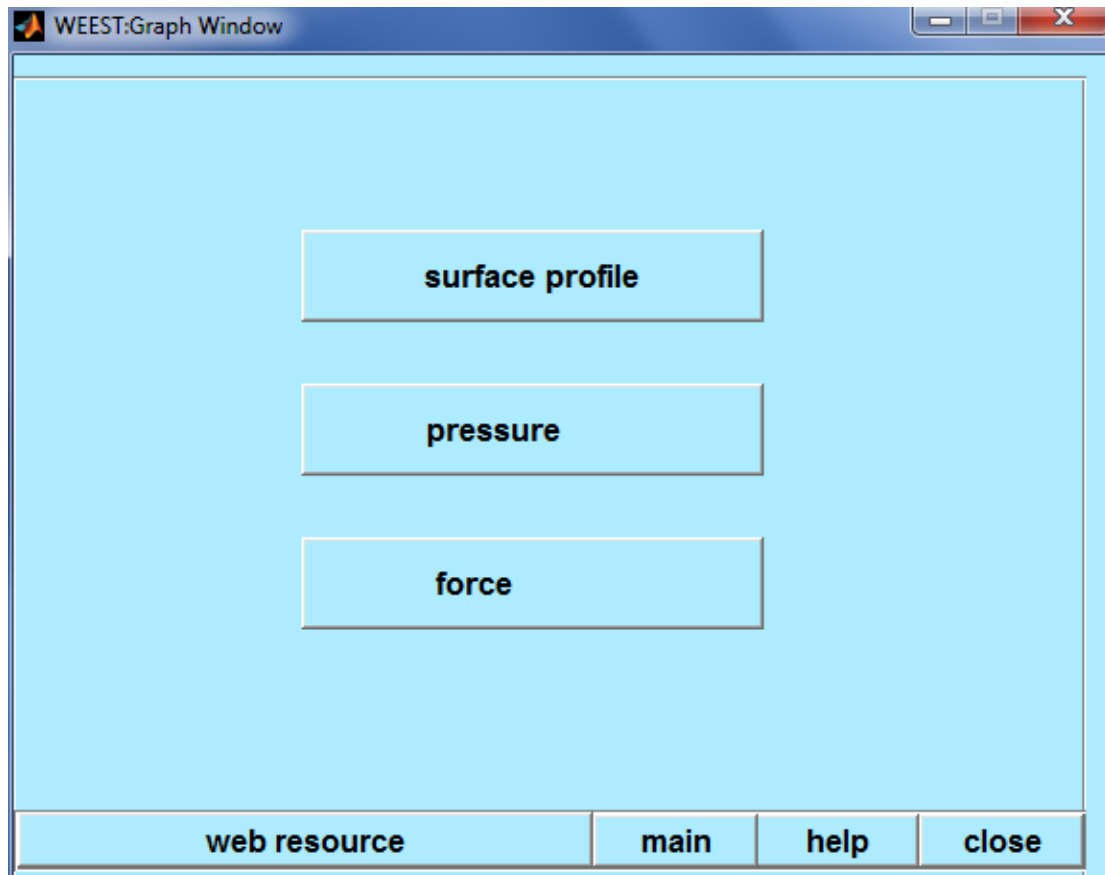 WEEST:Graph Window
surface profile
pressure
force
web resource main help close